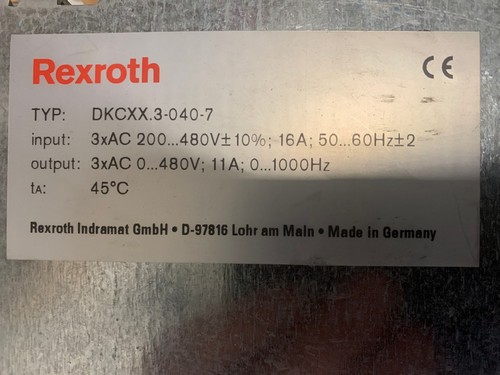 Rexroth
CE
TYP: DKCXX.3-040-7
input: 3xAC 200...480V±10%; 16A; 50...60Hz±2
output: 3xAC 0...480V; 11A; 0...1000Hz
tA: 45°C
Rexroth Indramat GmbH • D-97816 Lohr am Main • Made in Germany